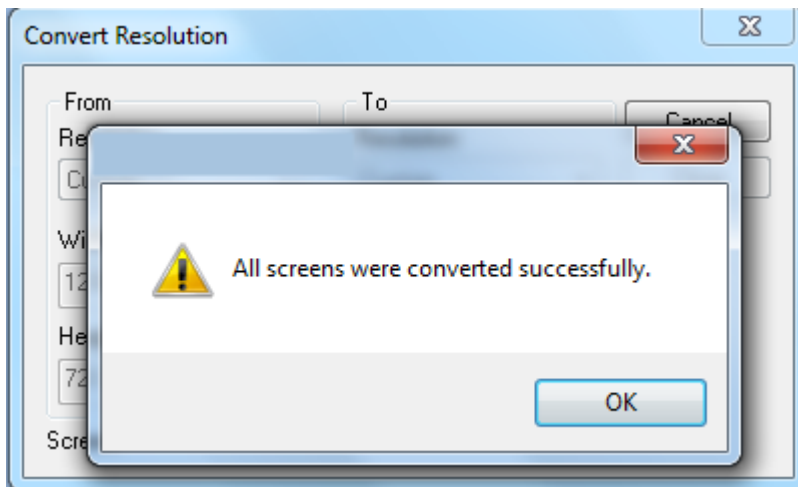 Convert Resolution
From
To
Cancel
All screens were converted successfully.
OK